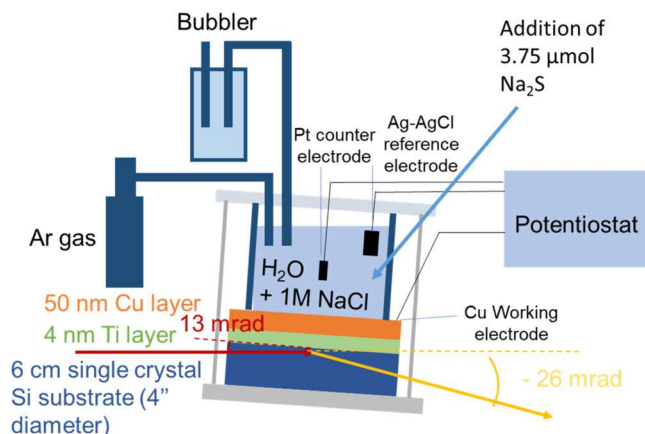 Bubbler
Addition of
3.75 μmol
Na₂S
Pt counter
electrode
Ag-AgCl
reference
electrode
Potentiostat
Ar gas
H₂O
+ 1M NaCl
50 nm Cu layer
4 nm Ti layer
13 mrad
Cu Working
electrode
6 cm single crystal
Si substrate (4”
diameter)
- 26 mrad